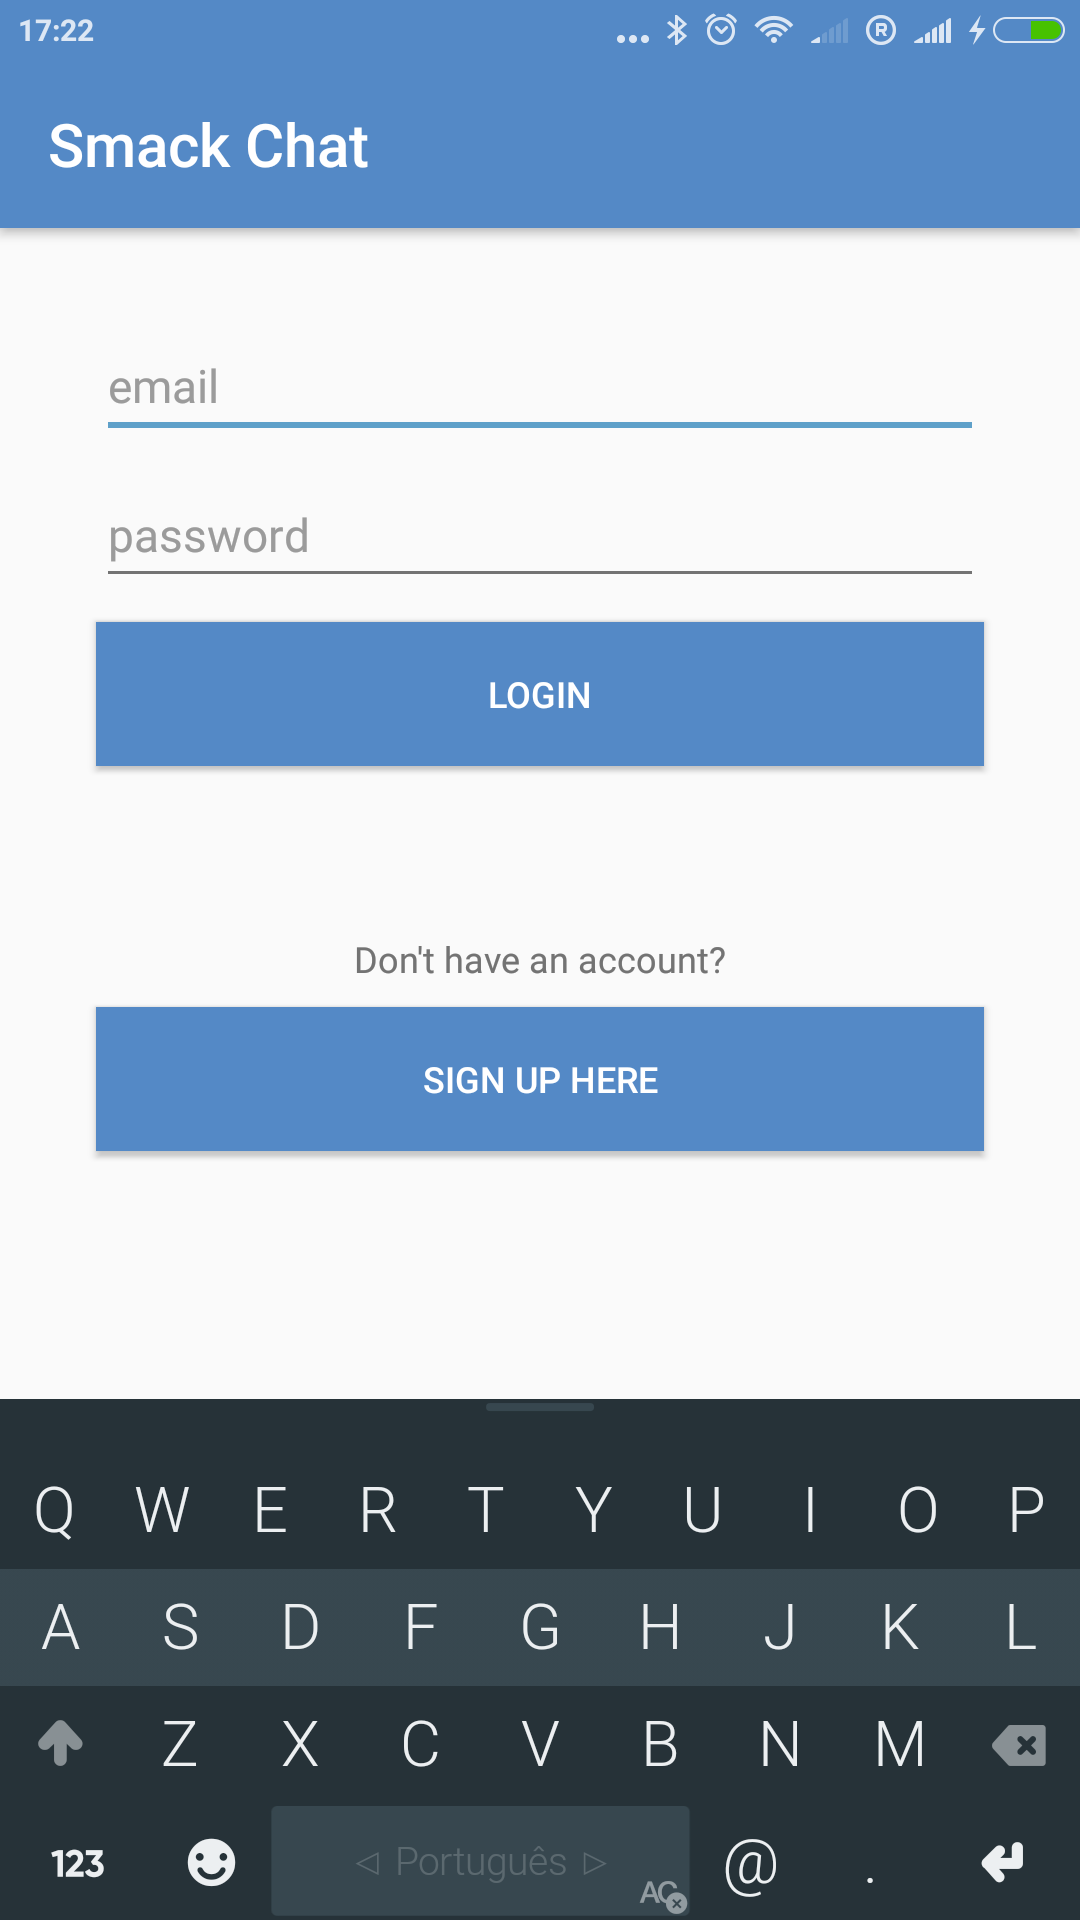 17:22
Smack Chat
email
password
LOGIN
Don't have an account?
SIGN UP HERE
Q W E R T Y U I O P
A S D F G H J K L
Z X C V B N M
123 Português AC @ .